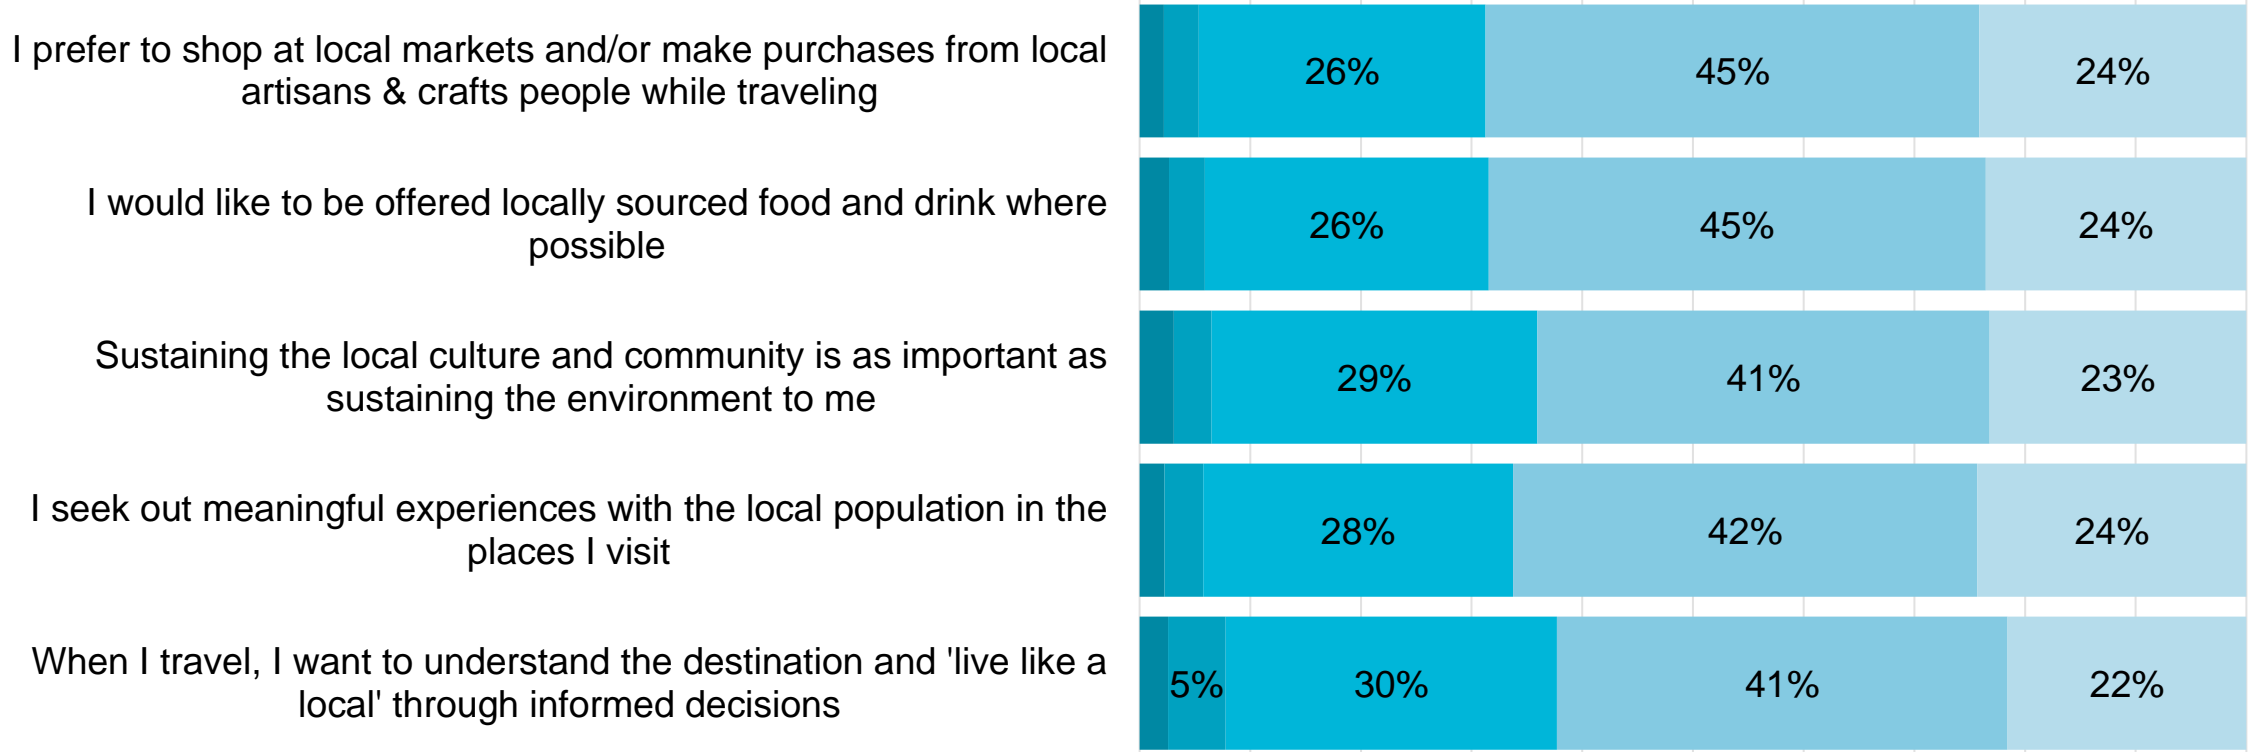 I prefer to shop at local markets and/or make purchases from local
artisans & crafts people while traveling
26% 45% 24%
I would like to be offered locally sourced food and drink where
possible
26% 45% 24%
Sustaining the local culture and community is as important as
sustaining the environment to me
29% 41% 23%
I seek out meaningful experiences with the local population in the
places I visit
28% 42% 24%
When I travel, I want to understand the destination and 'live like a
local' through informed decisions
5% 30% 41% 22%